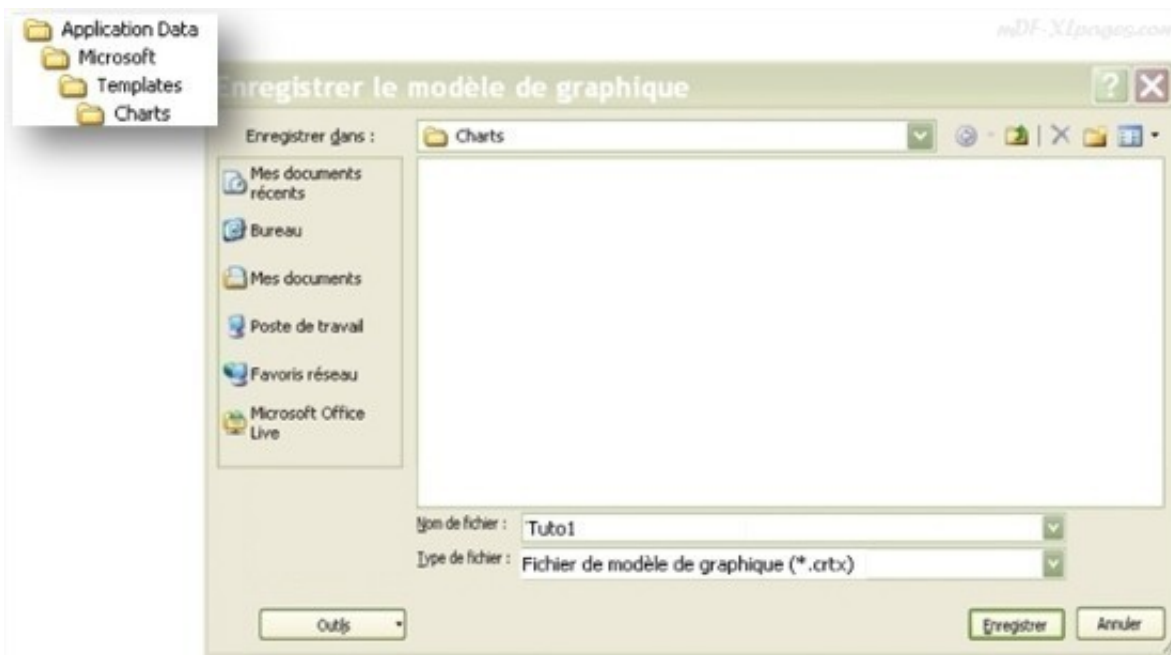 Application Data
Microsoft
Templates
Charts
mDF-XLpages.com
Enregistrer le modèle de graphique
Enregistrer dans :
Charts
Mes documents
récents
Bureau
Mes documents
Poste de travail
Favoris réseau
Microsoft Office
Live
Nom de fichier :
Tuto1
Type de fichier :
Fichier de modèle de graphique (*.crtx)
Outils
Enregistrer
Annuler